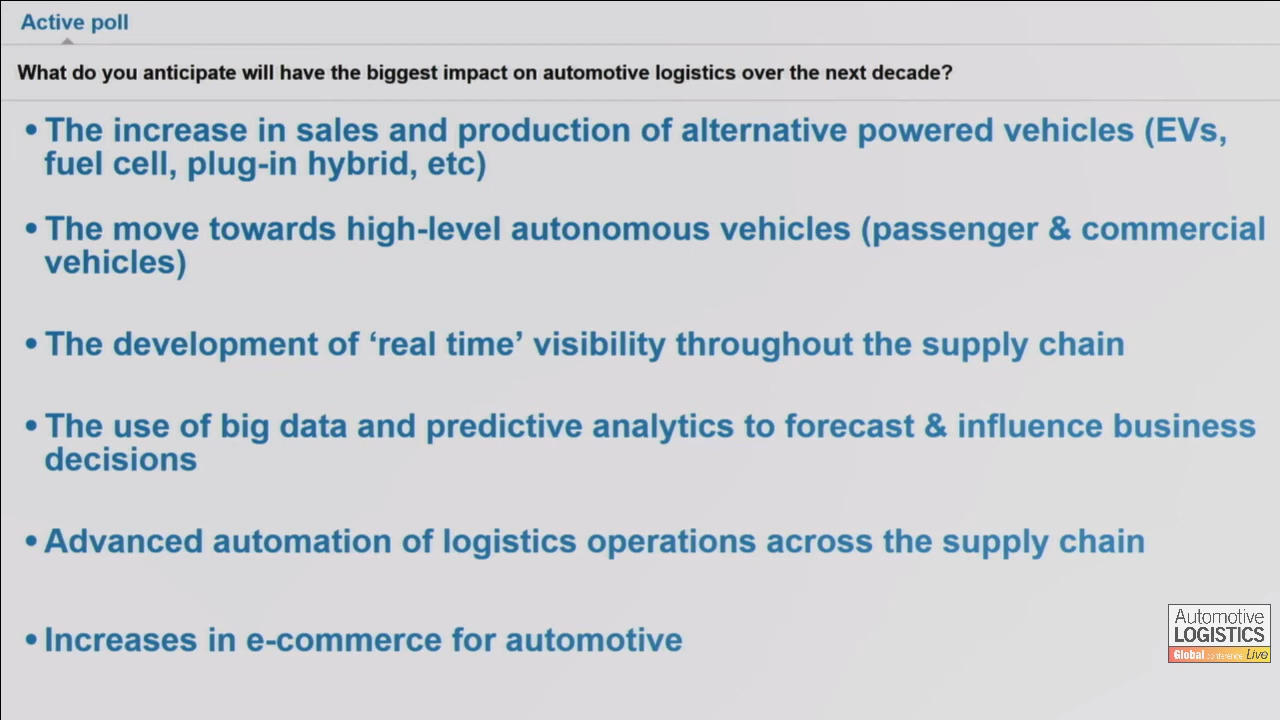 Active poll
What do you anticipate will have the biggest impact on automotive logistics over the next decade?
• The increase in sales and production of alternative powered vehicles (EVs,
fuel cell, plug-in hybrid, etc)
• The move towards high-level autonomous vehicles (passenger & commercial
vehicles)
• The development of ‘real time’ visibility throughout the supply chain
• The use of big data and predictive analytics to forecast & influence business
decisions
• Advanced automation of logistics operations across the supply chain
• Increases in e-commerce for automotive
Automotive
LOGISTICS
Global conference Live